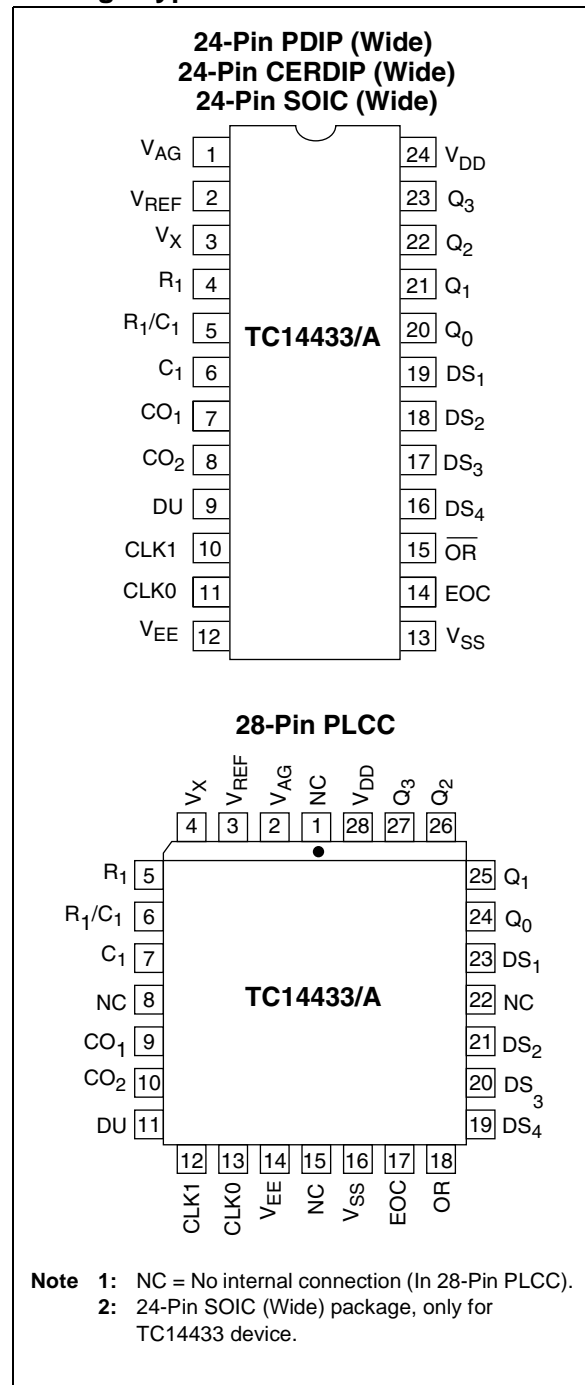 24-Pin PDIP (Wide)
24-Pin CERDIP (Wide)
24-Pin SOIC (Wide)
VAG 1 24 VDD
VREF 2 23 Q3
VX 3 22 Q2
R1 4 21 Q1
R1/C1 5 TC14433/A 20 Q0
C1 6 19 DS1
CO1 7 18 DS2
CO2 8 17 DS3
DU 9 16 DS4
CLK1 10 15 OR
CLK0 11 14 EOC
VEE 12 13 VSS
28-Pin PLCC
VX VREF VAG NC VDD Q3 Q2
4 3 2 1 28 27 26
R1 5 25 Q1
R1/C1 6 24 Q0
C1 7 23 DS1
NC 8 TC14433/A 22 NC
CO1 9 21 DS2
CO2 10 20 DS3
DU 11 19 DS4
12 13 14 15 16 17 18
CLK1 CLK0 VEE NC VSS EOC OR
Note 1: NC = No internal connection (In 28-Pin PLCC).
2: 24-Pin SOIC (Wide) package, only for
TC14433 device.